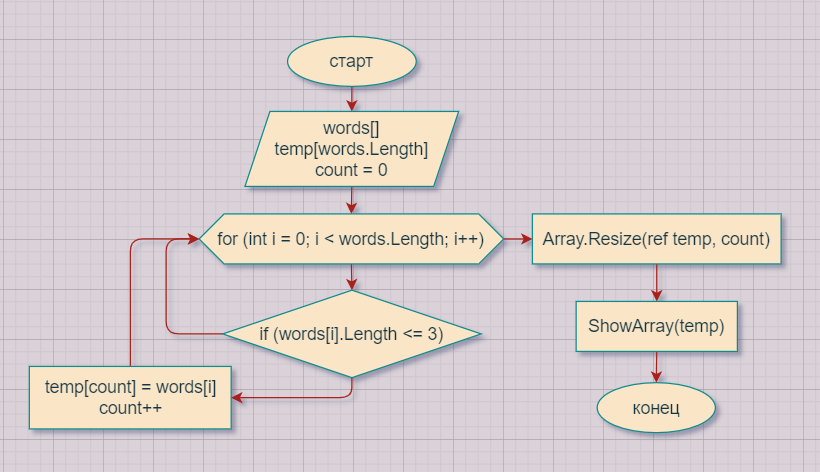 старт
words[]
temp[words.Length]
count = 0
for (int i = 0; i < words.Length; i++)
Array.Resize(ref temp, count)
if (words[i].Length <= 3)
ShowArray(temp)
temp[count] = words[i]
count++
конец